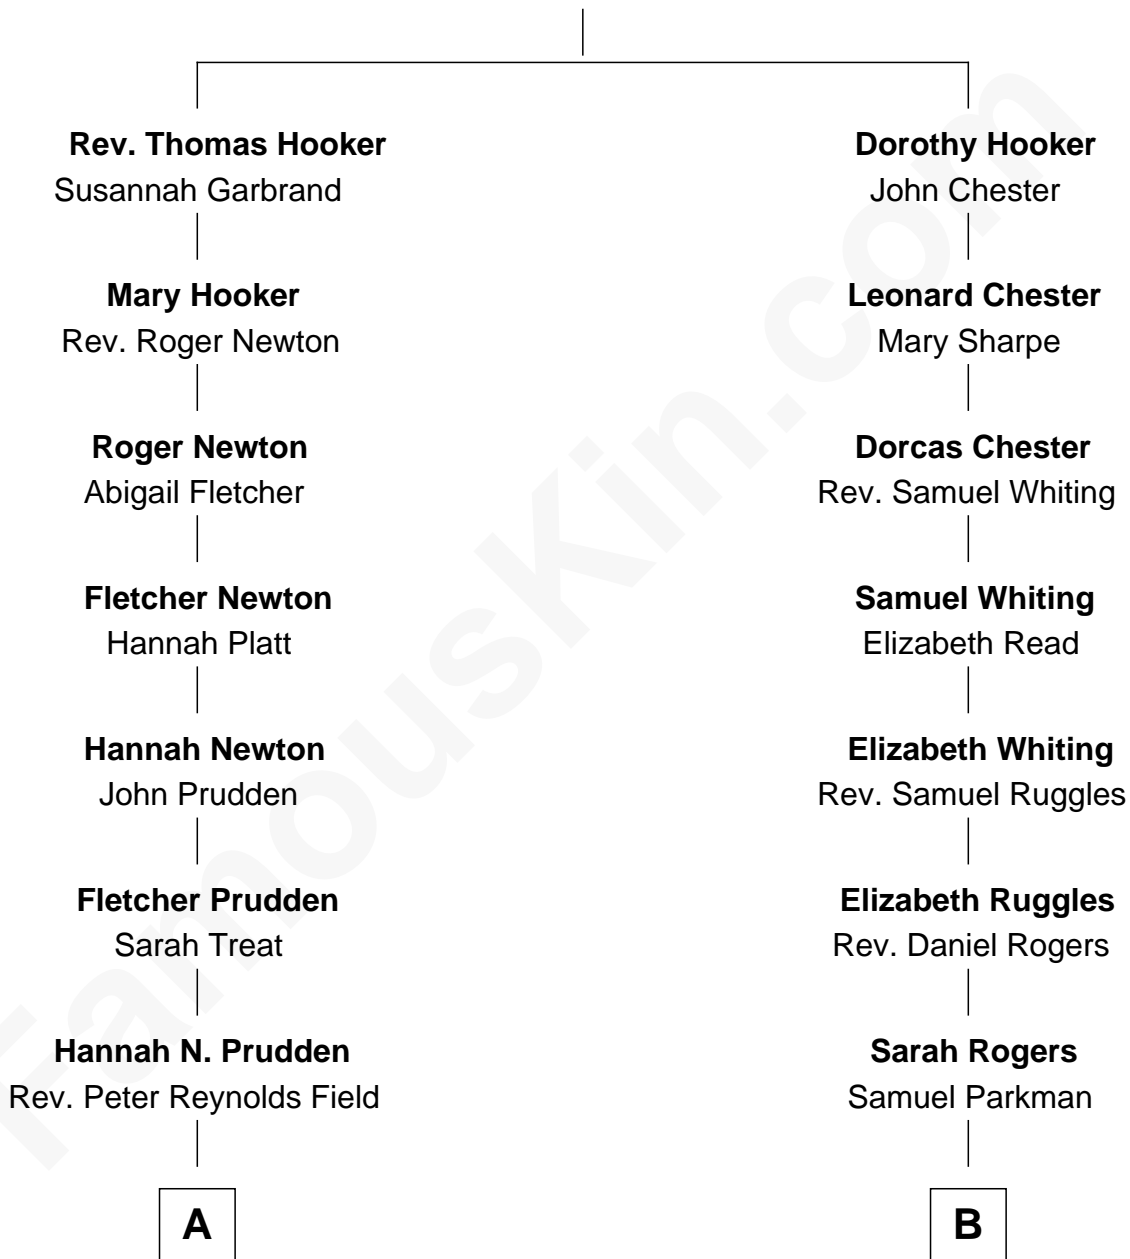 Rev. Thomas Hooker
Susannah Garbrand
Mary Hooker
Rev. Roger Newton
Roger Newton
Abigail Fletcher
Fletcher Newton
Hannah Platt
Hannah Newton
John Prudden
Fletcher Prudden
Sarah Treat
Hannah N. Prudden
Rev. Peter Reynolds Field
A
Dorothy Hooker
John Chester
Leonard Chester
Mary Sharpe
Dorcas Chester
Rev. Samuel Whiting
Samuel Whiting
Elizabeth Read
Elizabeth Whiting
Rev. Samuel Ruggles
Elizabeth Ruggles
Rev. Daniel Rogers
Sarah Rogers
Samuel Parkman
B
FamousKin.com